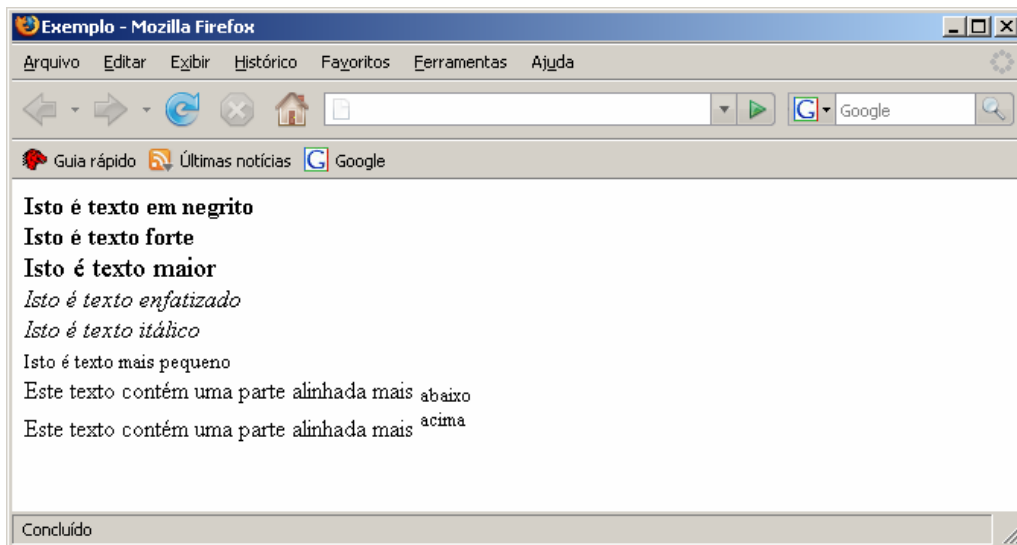 Exemplo - Mozilla Firefox
Arquivo Editar Exibir Histórico Favoritos Ferramentas Ajuda
Google
Guia rápido Últimas notícias Google
Isto é texto em negrito
Isto é texto forte
Isto é texto maior
Isto é texto enfatizado
Isto é texto itálico
Isto é texto mais pequeno
Este texto contém uma parte alinhada mais abaixo
Este texto contém uma parte alinhada mais acima
Concluído